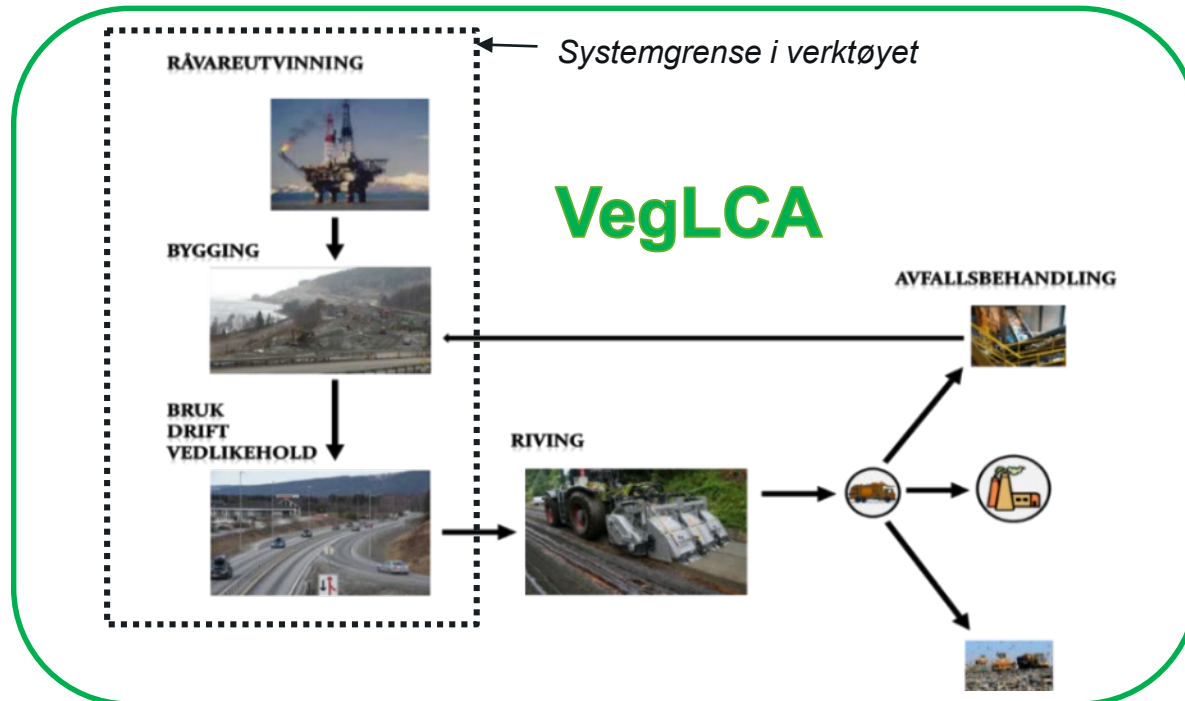 RÅVAREUTVINNING
Systemgrense i verktøyet
VegLCA
BYGGING
AVFALLSBEHANDLING
BRUK
DRIFT
VEDLIKEHOLD
RIVING